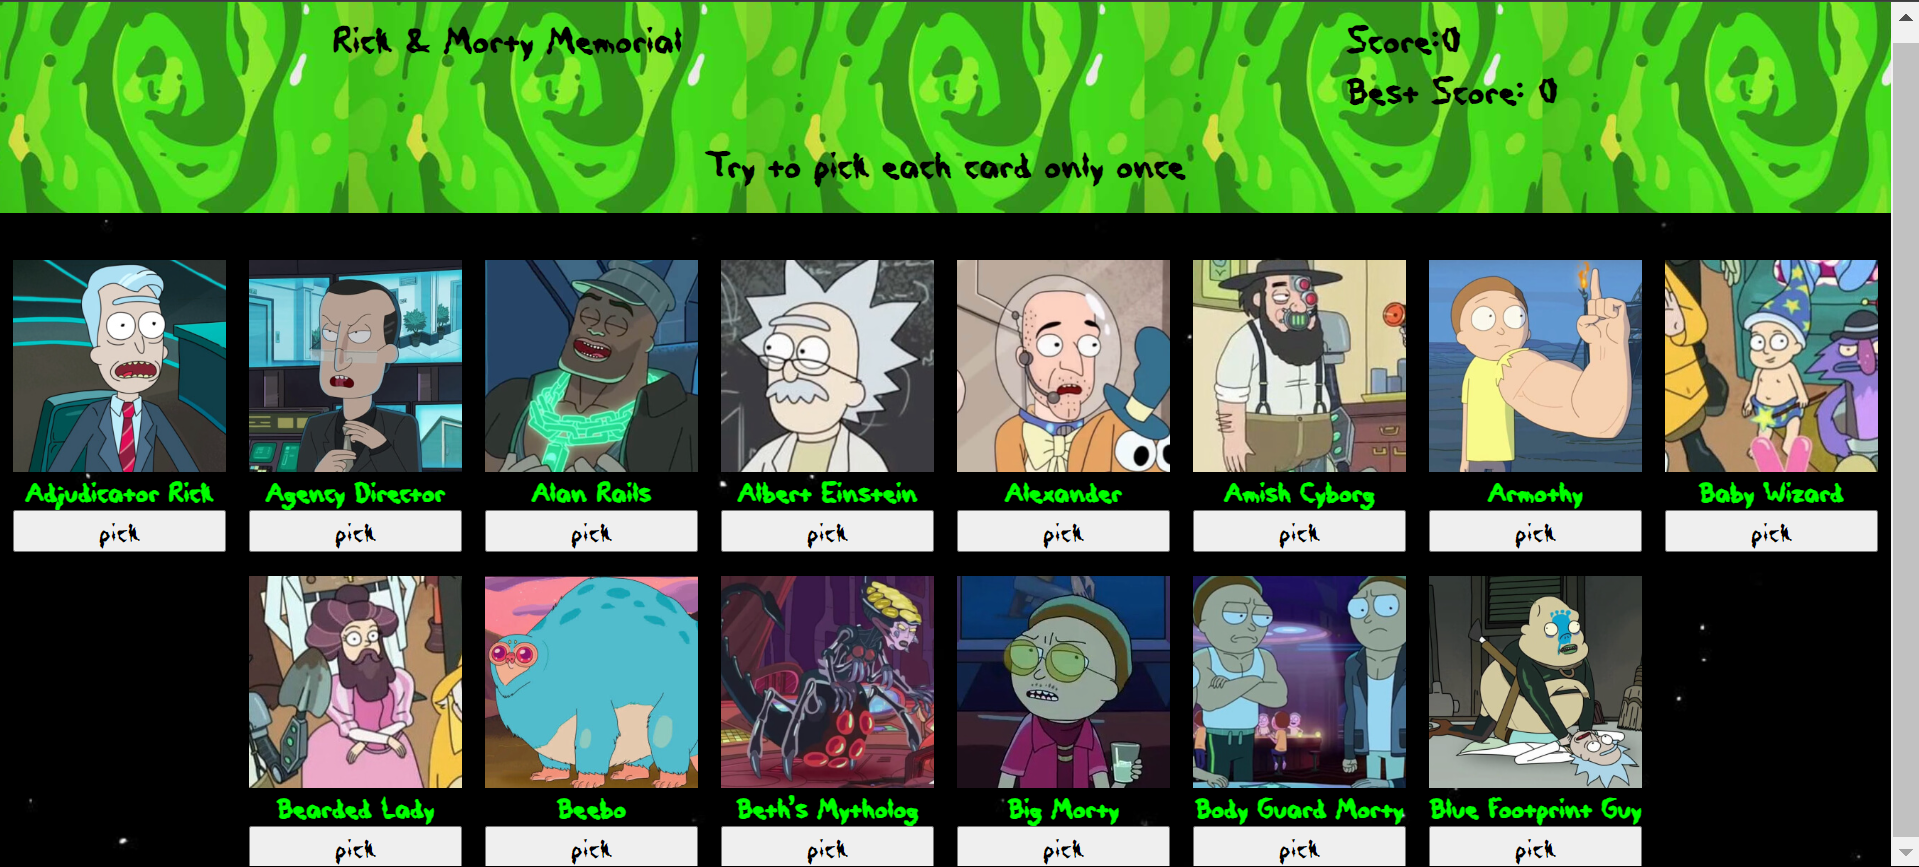 Rick & Morty Memorial
Score:0
Best Score: 0
Try to pick each card only once
Adjudicator Rick
Agency Director
Alan Rails
Albert Einstein
Alexander
Amish Cyborg
Armothy
Baby Wizard
pick
pick
pick
pick
pick
pick
pick
pick
Bearded Lady
Beebo
Beth's Mytholog
Big Morty
Body Guard Morty
Blue Footprint Guy
pick
pick
pick
pick
pick
pick